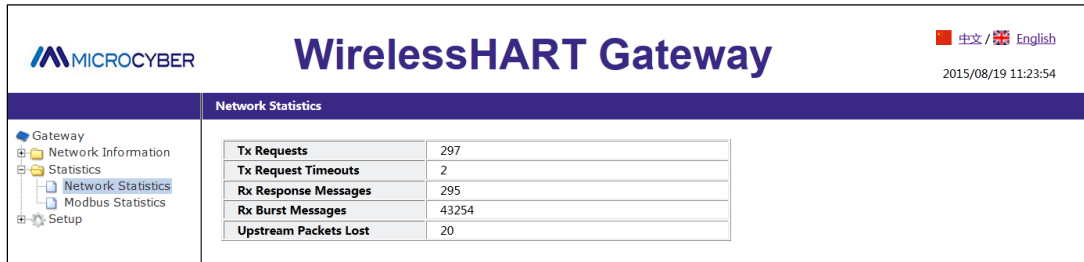 MICROCYBER
WirelessHART Gateway
中文 / English
2015/08/19 11:23:54
Network Statistics
Gateway
Network Information
Statistics
Network Statistics
Modbus Statistics
Setup
Tx Requests 297
Tx Request Timeouts 2
Rx Response Messages 295
Rx Burst Messages 43254
Upstream Packets Lost 20